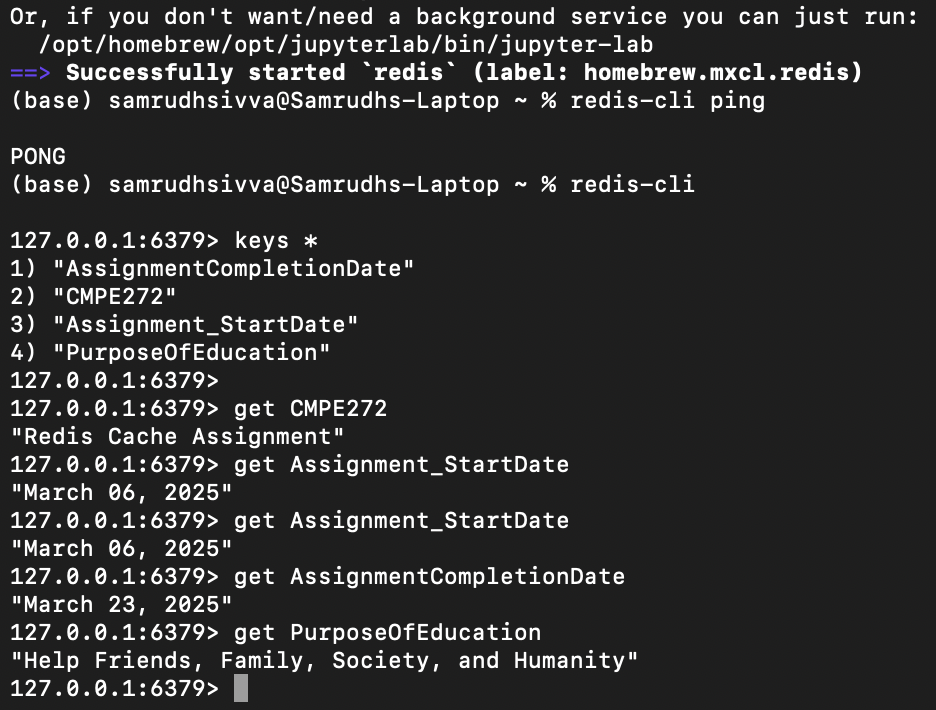 Or, if you don't want/need a background service you can just run:
  /opt/homebrew/opt/jupyterlab/bin/jupyter-lab
==> Successfully started `redis` (label: homebrew.mxcl.redis)
(base) samrudhsivva@Samrudhs-Laptop ~ % redis-cli ping
PONG
(base) samrudhsivva@Samrudhs-Laptop ~ % redis-cli
127.0.0.1:6379> keys *
1) "AssignmentCompletionDate"
2) "CMPE272"
3) "Assignment_StartDate"
4) "PurposeOfEducation"
127.0.0.1:6379>
127.0.0.1:6379> get CMPE272
"Redis Cache Assignment"
127.0.0.1:6379> get Assignment_StartDate
"March 06, 2025"
127.0.0.1:6379> get Assignment_StartDate
"March 06, 2025"
127.0.0.1:6379> get AssignmentCompletionDate
"March 23, 2025"
127.0.0.1:6379> get PurposeOfEducation
"Help Friends, Family, Society, and Humanity"
127.0.0.1:6379>